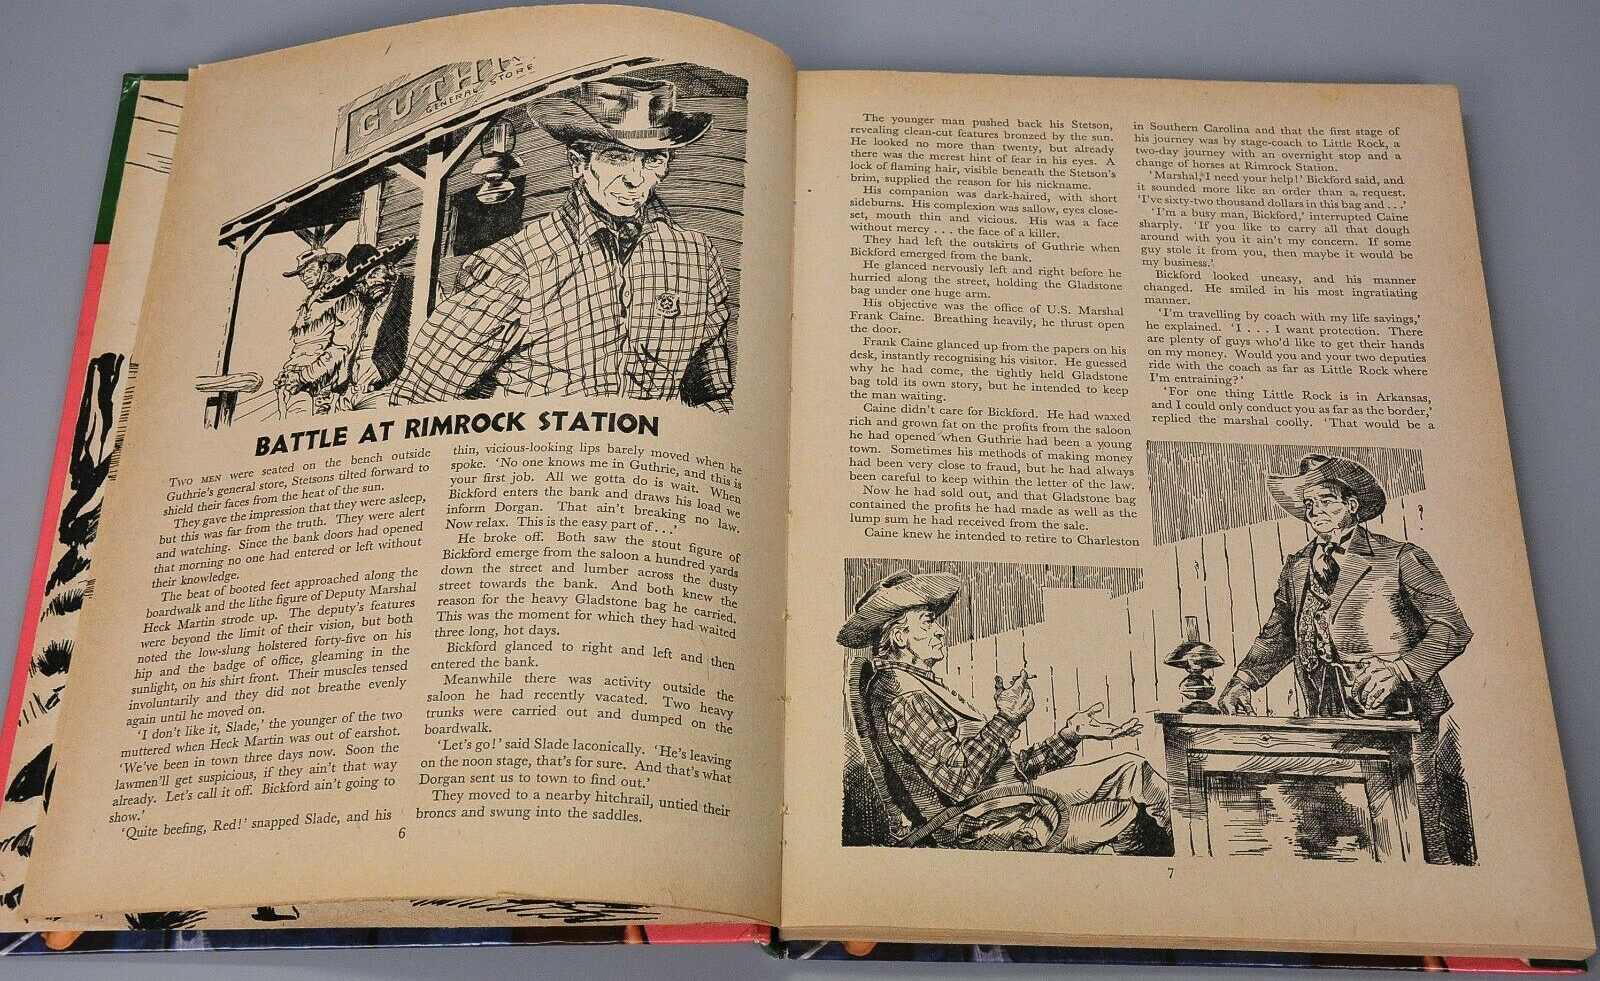 GUTHR
GENERAL STORE
BATTLE AT RIMROCK STATION
TWO MEN were seated on the bench outside
Guthrie's general store, Stetsons tilted forward to
shield their faces from the heat of the sun.
They gave the impression that they were asleep,
but this was far from the truth. They were alert
and watching. Since the bank doors had opened
that morning no one had entered or left without
their knowledge.
The beat of booted feet approached along the
boardwalk and the lithe figure of Deputy Marshal
Heck Martin strode up. The deputy's features
were beyond the limit of their vision, but both
noted the low-slung holstered forty-five on his
hip and the badge of office, gleaming in the
sunlight, on his shirt front. Their muscles tensed
involuntarily and they did not breathe evenly
again until he moved on.
'I don't like it, Slade,' the younger of the two
muttered when Heck Martin was out of earshot.
'We've been in town three days now. Soon the
lawmen'll get suspicious, if they ain't that way
already. Let's call it off. Bickford ain't going to
show.'
'Quite beefing, Red!' snapped Slade, and his
thin, vicious-looking lips barely moved when he
spoke. 'No one knows me in Guthrie, and this is
your first job. All we gotta do is wait. When
Bickford enters the bank and draws his load we
inform Dorgan. That ain't breaking no law.
Now relax. This is the easy part of . . .'
He broke off. Both saw the stout figure of
Bickford emerge from the saloon a hundred yards
down the street and lumber across the dusty
street towards the bank. And both knew the
reason for the heavy Gladstone bag he carried.
This was the moment for which they had waited
three long, hot days.
Bickford glanced to right and left and then
entered the bank.
Meanwhile there was activity outside the
saloon he had recently vacated. Two heavy
trunks were carried out and dumped on the
boardwalk.
'Let's go!' said Slade laconically. 'He's leaving
on the noon stage, that's for sure. And that's what
Dorgan sent us to town to find out.'
They moved to a nearby hitchrail, untied their
broncs and swung into the saddles.
6
The younger man pushed back his Stetson,
revealing clean-cut features bronzed by the sun.
He looked no more than twenty, but already
there was the merest hint of fear in his eyes. A
lock of flaming hair, visible beneath the Stetson's
brim, supplied the reason for his nickname.
His companion was dark-haired, with short
sideburns. His complexion was sallow, eyes close-
set, mouth thin and vicious. His was a face
without mercy . . . the face of a killer.
They had left the outskirts of Guthrie when
Bickford emerged from the bank.
He glanced nervously left and right before he
hurried along the street, holding the Gladstone
bag under one huge arm.
His objective was the office of U.S. Marshal
Frank Caine. Breathing heavily, he thrust open
the door.
Frank Caine glanced up from the papers on his
desk, instantly recognising his visitor. He guessed
why he had come, the tightly held Gladstone
bag told its own story, but he intended to keep
the man waiting.
Caine didn't care for Bickford. He had waxed
rich and grown fat on the profits from the saloon
he had opened when Guthrie had been a young
town. Sometimes his methods of making money
had been very close to fraud, but he had always
been careful to keep within the letter of the law.
Now he had sold out, and that Gladstone bag
contained the profits he had made as well as the
lump sum he had received from the sale.
Caine knew he intended to retire to Charleston
in Southern Carolina and that the first stage of
his journey was by stage-coach to Little Rock, a
two-day journey with an overnight stop and a
change of horses at Rimrock Station.
'Marshal, I need your help!' Bickford said, and
it sounded more like an order than a request.
'I've sixty-two thousand dollars in this bag and . . .'
'I'm a busy man, Bickford,' interrupted Caine
sharply. 'If you like to carry all that dough
around with you it ain't my concern. If some
guy stole it from you, then maybe it would be
my business.'
Bickford looked uneasy, and his manner
changed. He smiled in his most ingratiating
manner.
'I'm travelling by coach with my life savings,'
he explained. 'I . . . I want protection. There
are plenty of guys who'd like to get their hands
on my money. Would you and your two deputies
ride with the coach as far as Little Rock where
I'm entraining?'
'For one thing Little Rock is in Arkansas,
and I could only conduct you as far as the border,'
replied the marshal coolly. 'That would be a
7